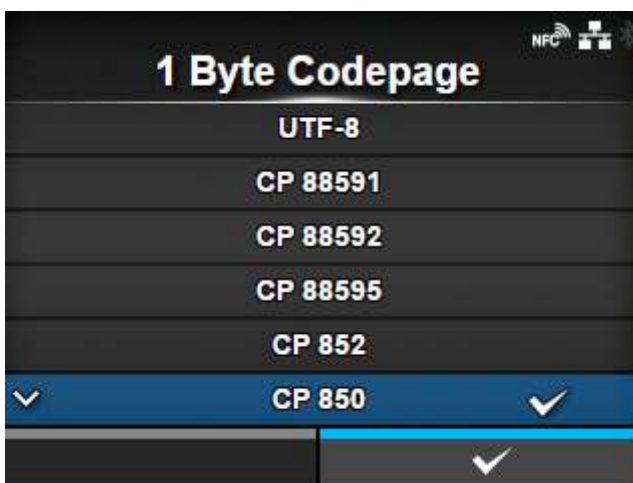 NFC
1 Byte Codepage
UTF-8
CP 88591
CP 88592
CP 88595
CP 852
CP 850